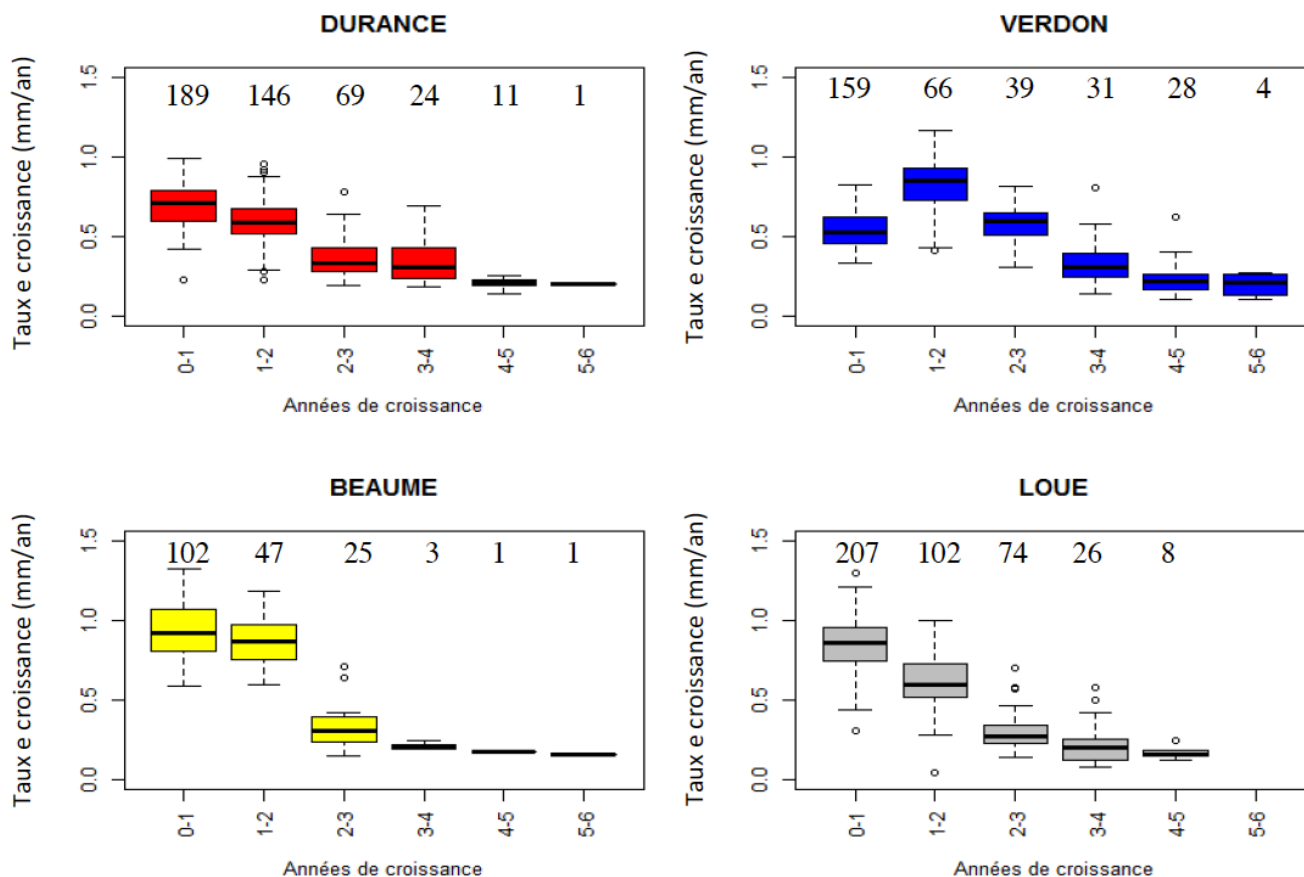 DURANCE
Taux e croissance (mm/an)
1.5
1.0
0.5
0.0
189 146 69 24 11 1
0-1 1-2 2-3 3-4 4-5 5-6
Années de croissance
VERDON
Taux e croissance (mm/an)
1.5
1.0
0.5
0.0
159 66 39 31 28 4
0-1 1-2 2-3 3-4 4-5 5-6
Années de croissance
BEAUME
Taux e croissance (mm/an)
1.5
1.0
0.5
0.0
102 47 25 3 1 1
0-1 1-2 2-3 3-4 4-5 5-6
Années de croissance
LOUE
Taux e croissance (mm/an)
1.5
1.0
0.5
0.0
207 102 74 26 8
0-1 1-2 2-3 3-4 4-5 5-6
Années de croissance